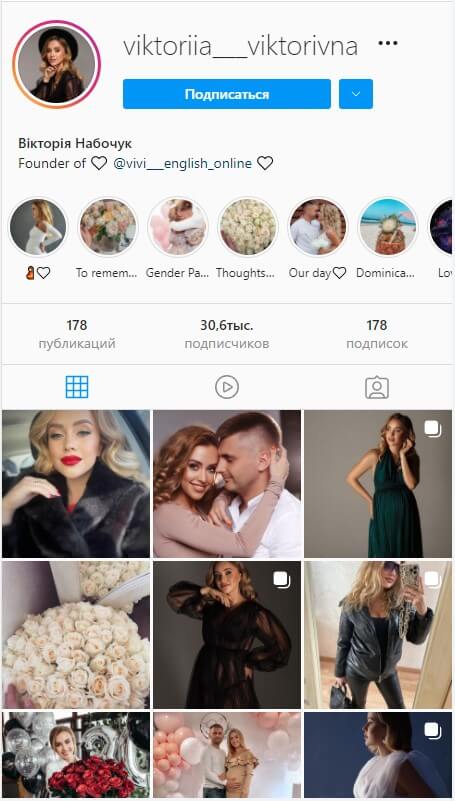 viktoriia___viktorivna
Подписаться
Вікторія Набочук
Founder of ♡ @vivi___english_online ♡
🤰♡ To remem... Gender Pa... Thoughts... Our day♡ Dominica... Lo
178 30,6тыс. 178
публикаций подписчиков подписок